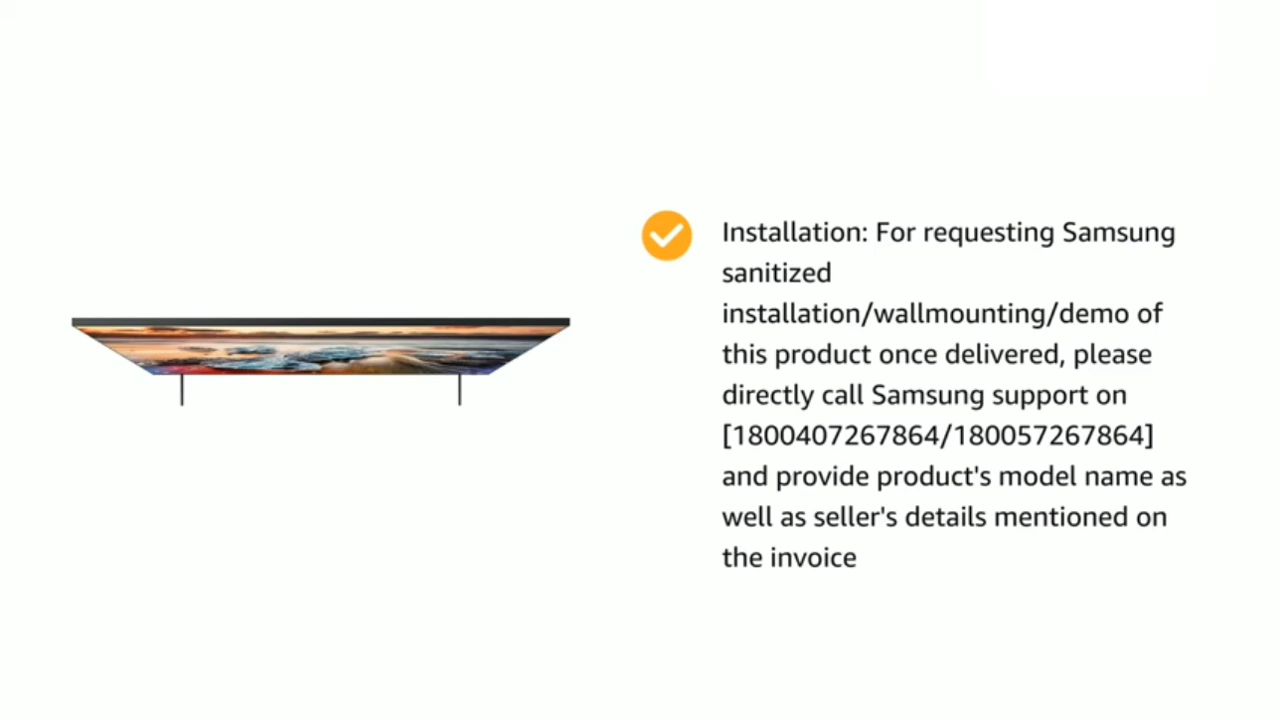 Installation: For requesting Samsung
sanitized
installation/wallmounting/demo of
this product once delivered, please
directly call Samsung support on
[1800407267864/180057267864]
and provide product's model name as
well as seller's details mentioned on
the invoice